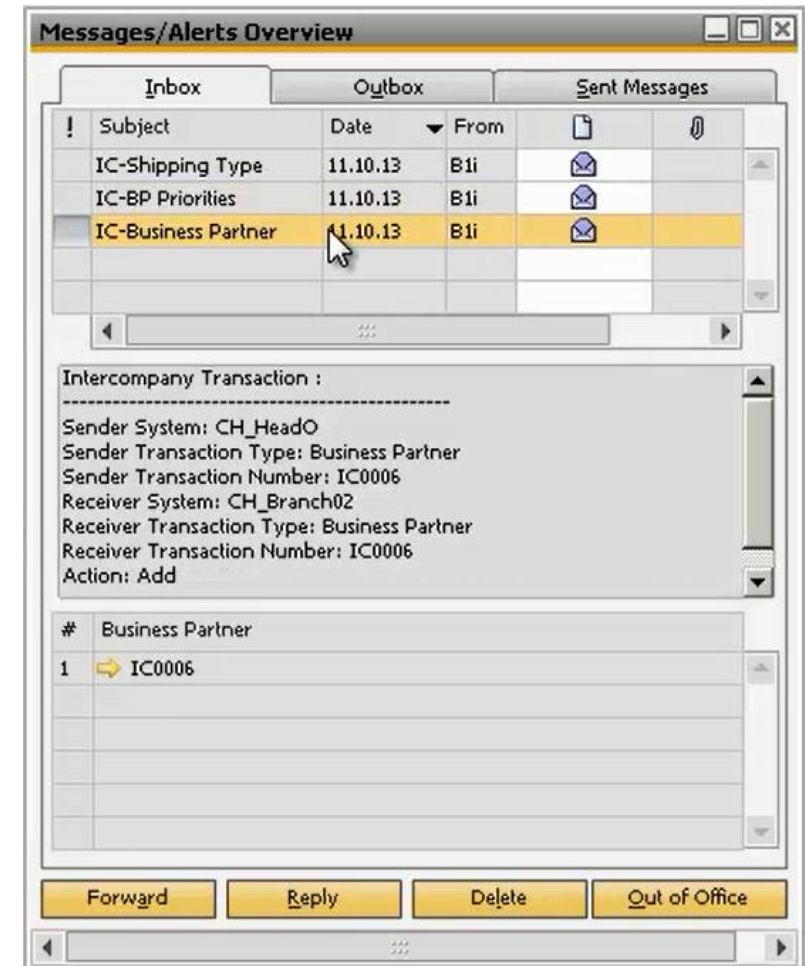 Messages/Alerts Overview
Inbox Outbox Sent Messages
! Subject Date From
IC-Shipping Type 11.10.13 B1i
IC-BP Priorities 11.10.13 B1i
IC-Business Partner 11.10.13 B1i
Intercompany Transaction :
------------------------------------------------
Sender System: CH_HeadO
Sender Transaction Type: Business Partner
Sender Transaction Number: IC0006
Receiver System: CH_Branch02
Receiver Transaction Type: Business Partner
Receiver Transaction Number: IC0006
Action: Add
# Business Partner
1 IC0006
Forward Reply Delete Out of Office